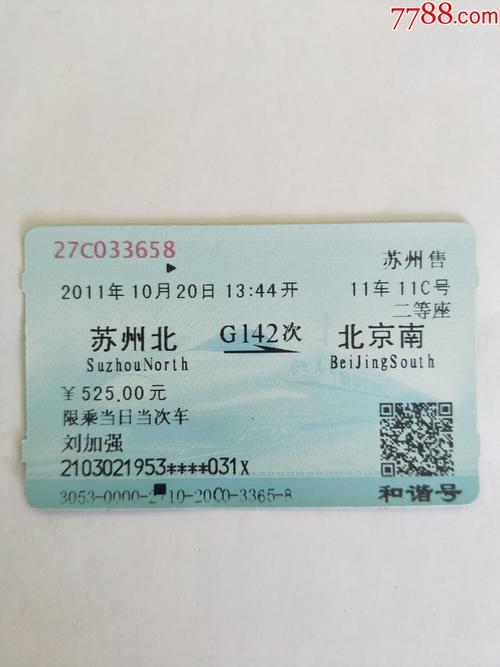 7788.com
27C033658
苏州售
2011年10月20日 13:44开
11车 11C号
二等座
苏州北
G142次
北京南
SuzhouNorth
BeiJingSouth
¥525.00元
限乘当日当次车
刘加强
2103021953****031X
和谐号